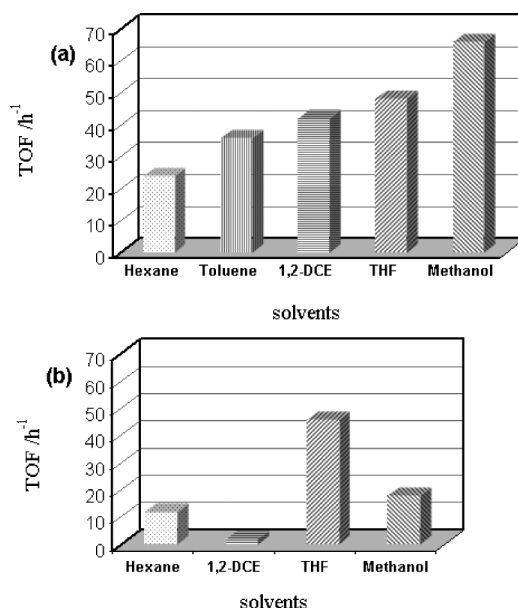 (a)
TOF /h-1
70
60
50
40
30
20
10
0
Hexane Toluene 1,2-DCE THF Methanol
solvents
(b)
TOF /h-1
70
60
50
40
30
20
10
0
Hexane 1,2-DCE THF Methanol
solvents